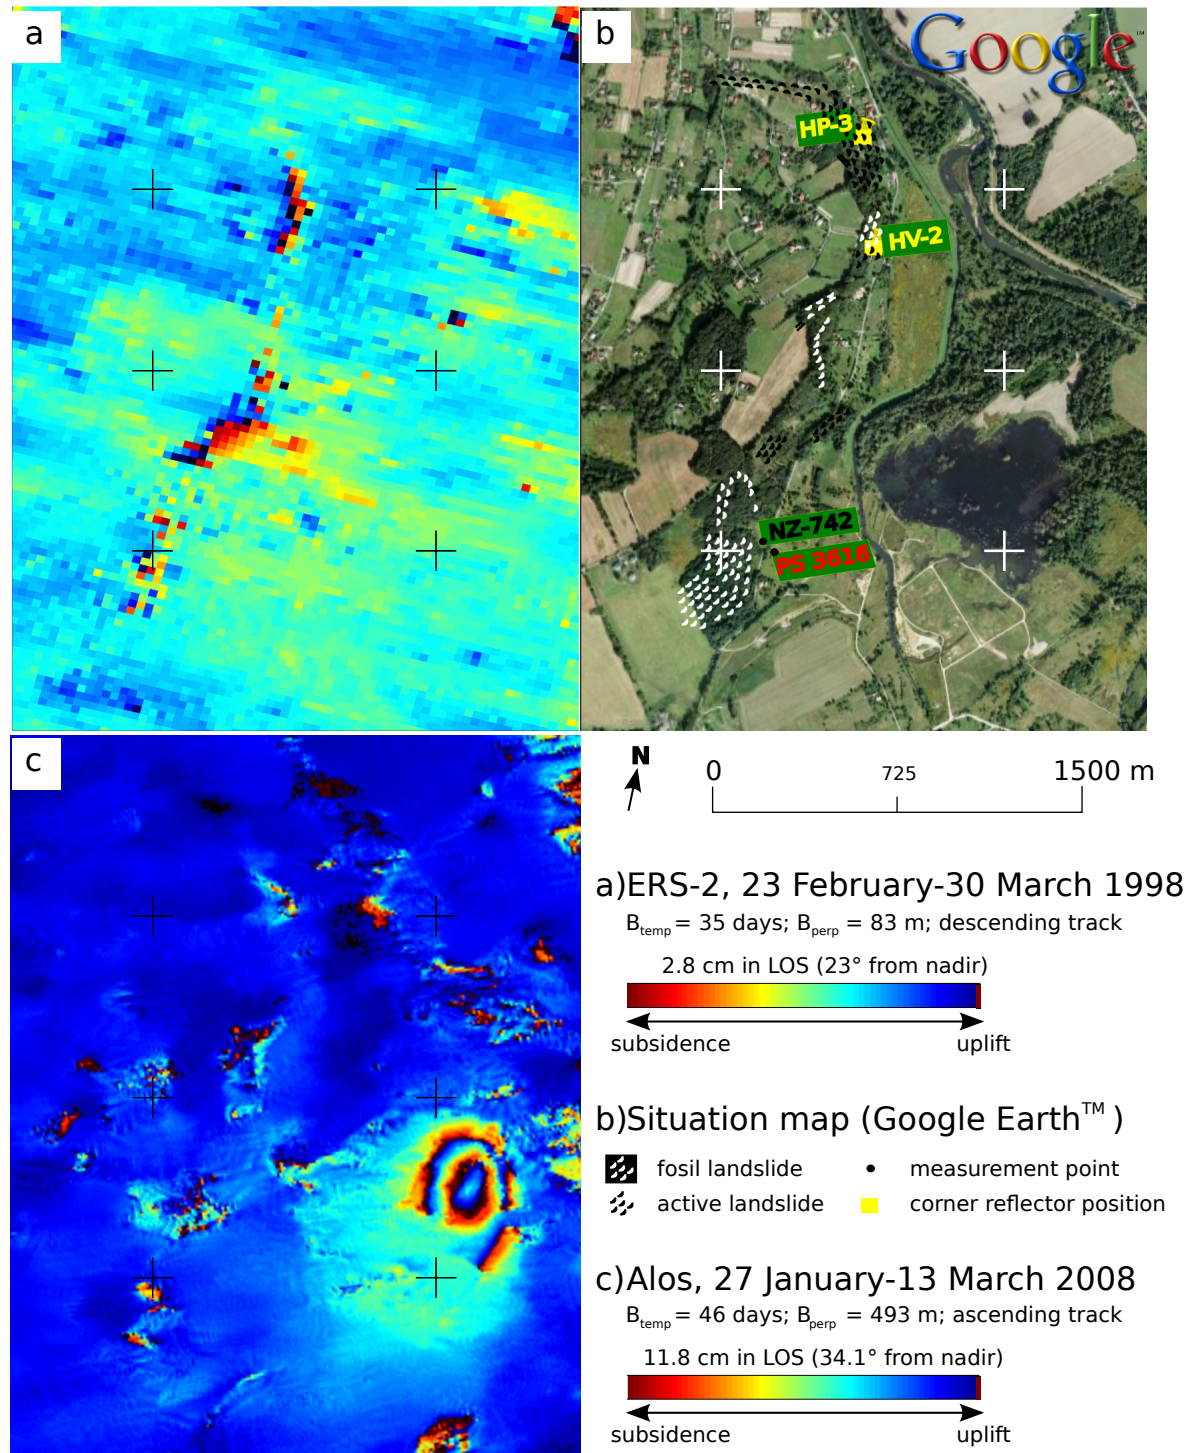 a
b
Google™
HP-3
HV-2
NZ-742
PS 3616
c
N
0 725 1500 m
a)ERS-2, 23 February-30 March 1998
Btemp = 35 days; Bperp = 83 m; descending track
2.8 cm in LOS (23° from nadir)
subsidence uplift
b)Situation map (Google Earth™)
fosil landslide measurement point
active landslide corner reflector position
c)Alos, 27 January-13 March 2008
Btemp = 46 days; Bperp = 493 m; ascending track
11.8 cm in LOS (34.1° from nadir)
subsidence uplift